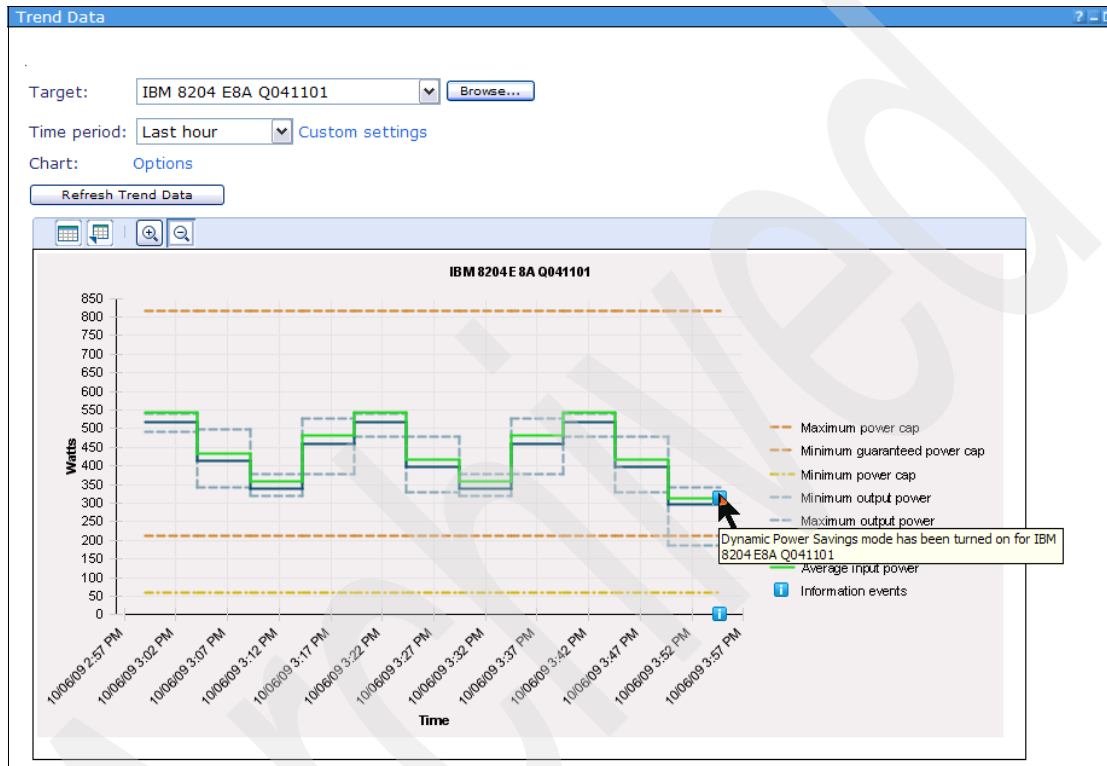 Trend Data
? –
.
Target: IBM 8204 E8A Q041101 Browse...
Time period: Last hour Custom settings
Chart: Options
Refresh Trend Data
IBM 8204 E 8A Q041101
850
800
750
700
650
600
550
500
450
400
350
300
250
200
150
100
50
0
Watts
10/06/09 2:57 PM
10/06/09 3:02 PM
10/06/09 3:07 PM
10/06/09 3:12 PM
10/06/09 3:17 PM
10/06/09 3:22 PM
10/06/09 3:27 PM
10/06/09 3:32 PM
10/06/09 3:37 PM
10/06/09 3:42 PM
10/06/09 3:47 PM
10/06/09 3:52 PM
10/06/09 3:57 PM
Time
Maximum power cap
Minimum guaranteed power cap
Minimum power cap
Minimum output power
Maximum output power
Dynamic Power Savings mode has been turned on for IBM
8204 E8A Q041101
Average input power
Information events
Archived